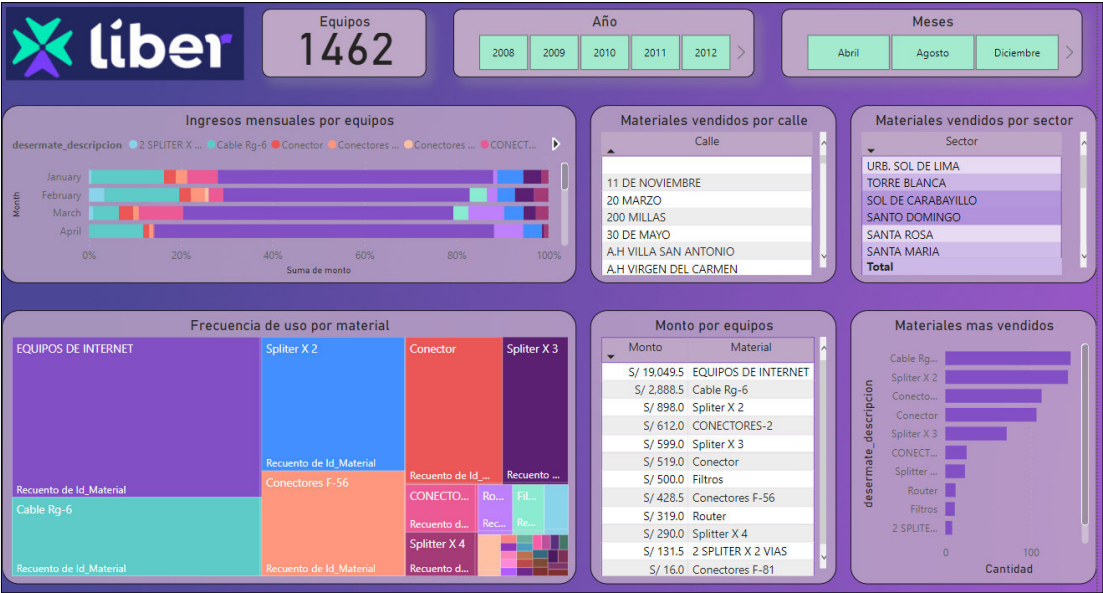 liber
Equipos
1462
Año
2008 2009 2010 2011 2012
Meses
Abril Agosto Diciembre
Ingresos mensuales por equipos
desermate_descripcion 2 SPLITER X ... Cable Rg-6 Conector Conectores ... Conectores ... CONECT...
Month
January
February
March
April
0% 20% 40% 60% 80% 100%
Suma de monto
Materiales vendidos por calle
Calle
11 DE NOVIEMBRE
20 MARZO
200 MILLAS
30 DE MAYO
A.H VILLA SAN ANTONIO
A.H VIRGEN DEL CARMEN
Materiales vendidos por sector
Sector
URB. SOL DE LIMA
TORRE BLANCA
SOL DE CARABAYILLO
SANTO DOMINGO
SANTA ROSA
SANTA MARIA
Total
Frecuencia de uso por material
EQUIPOS DE INTERNET
Recuento de Id_Material
Cable Rg-6
Recuento de Id_Material
Spliter X 2
Recuento de Id_Material
Conectores F-56
Recuento de Id_Material
Conector
Recuento de Id_...
Spliter X 3
Recuento ...
CONECTO...
Recuento d...
Ro...
Rec...
Fil...
Re...
Splitter X 4
Recuento d...
Monto por equipos
Monto Material
S/ 19,049.5 EQUIPOS DE INTERNET
S/ 2,888.5 Cable Rg-6
S/ 898.0 Spliter X 2
S/ 612.0 CONECTORES-2
S/ 599.0 Spliter X 3
S/ 519.0 Conector
S/ 500.0 Filtros
S/ 428.5 Conectores F-56
S/ 319.0 Router
S/ 290.0 Splitter X 4
S/ 131.5 2 SPLITER X 2 VIAS
S/ 16.0 Conectores F-81
Materiales mas vendidos
desermate_descripcion
Cable Rg...
Spliter X 2
Conecto...
Conector
Spliter X 3
CONECT...
Splitter ...
Router
Filtros
2 SPLITE...
0 100
Cantidad